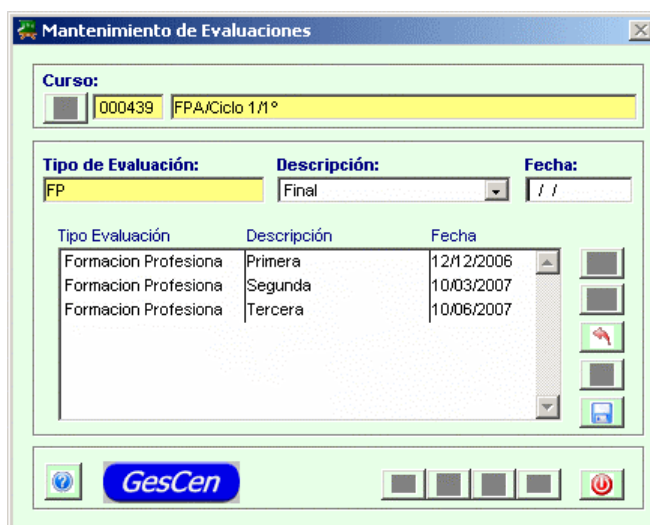 Mantenimiento de Evaluaciones
Curso:
000439 FPA/Ciclo 1/1º
Tipo de Evaluación: Descripción: Fecha:
FP Final / /
Tipo Evaluación Descripción Fecha
Formacion Profesiona Primera 12/12/2006
Formacion Profesiona Segunda 10/03/2007
Formacion Profesiona Tercera 10/06/2007
GesCen